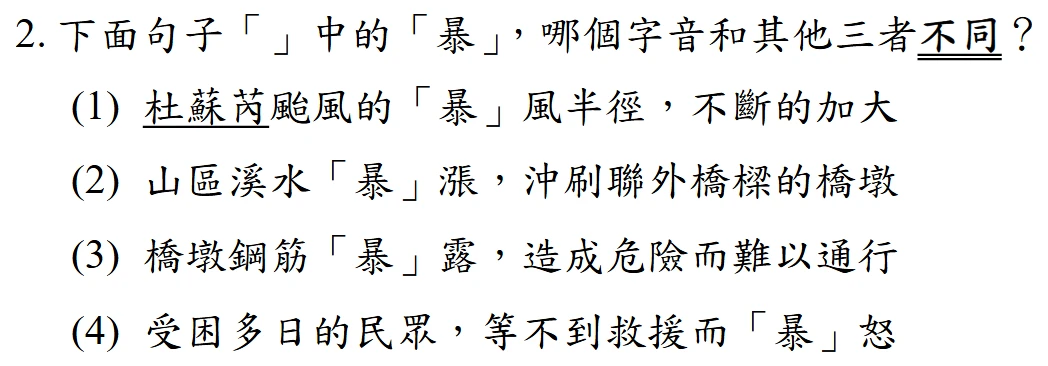 2. 下面句子「」中的「暴」，哪個字音和其他三者不同？
(1) 杜蘇芮颱風的「暴」風半徑，不斷的加大
(2) 山區溪水「暴」漲，沖刷聯外橋樑的橋墩
(3) 橋墩鋼筋「暴」露，造成危險而難以通行
(4) 受困多日的民眾，等不到救援而「暴」怒